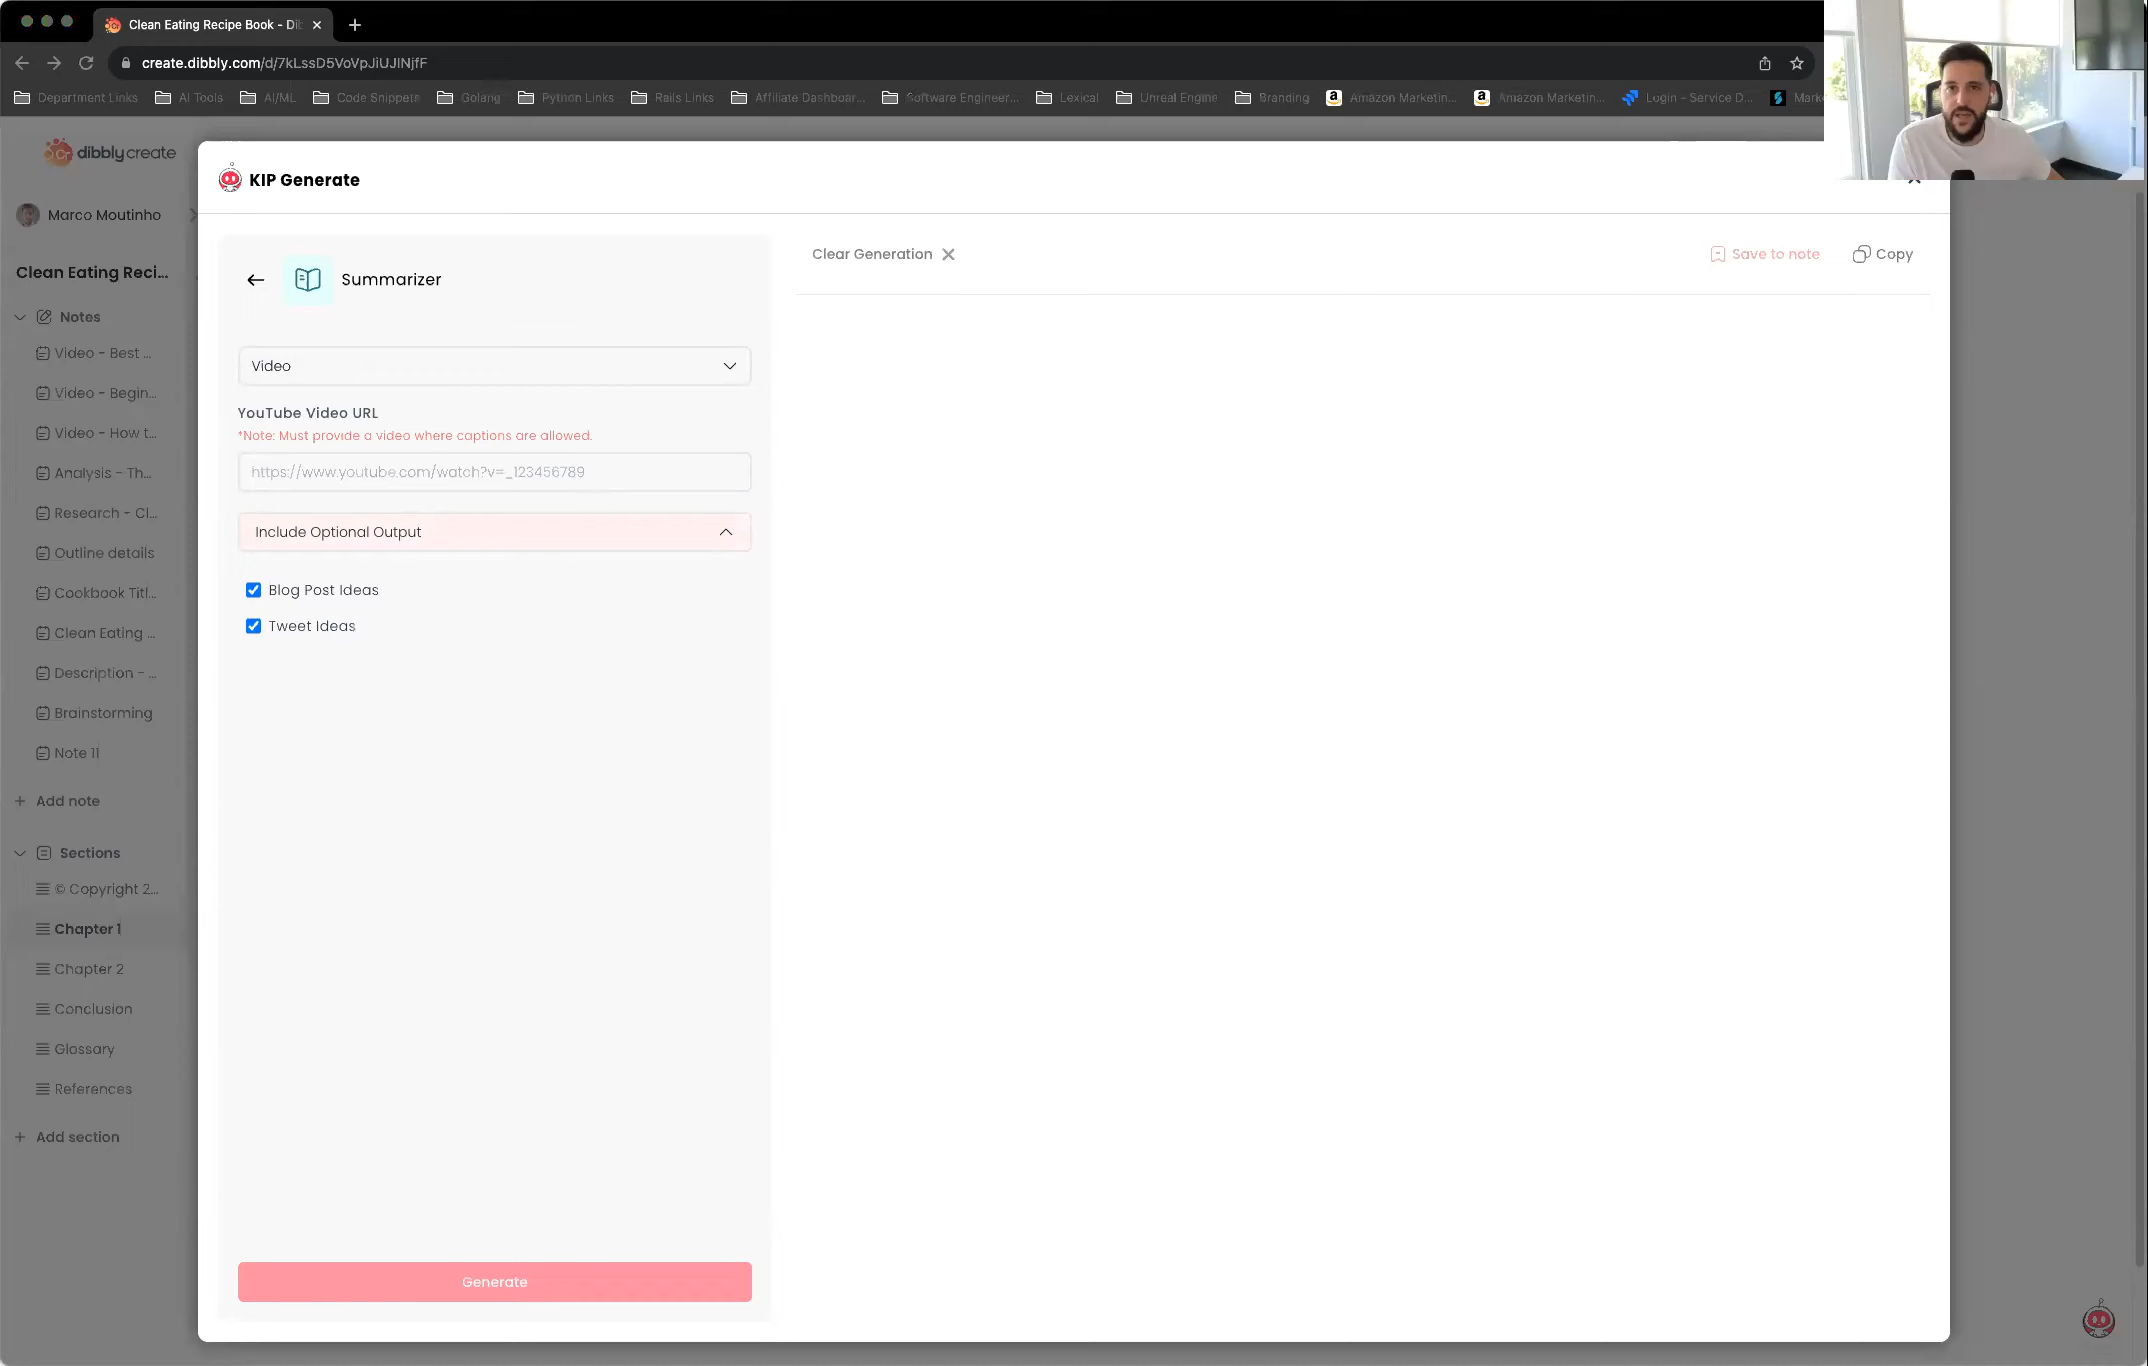 Clean Eating Recipe Book - Dib
create.dibbly.com/d/7kLssD5VoVpJiUJlNjfF
Department Links
AI Tools
AI/ML
Code Snippets
Golang
Python Links
Rails Links
Affiliate Dashboar...
Software Engineer...
Lexical
Unreal Engine
Branding
Amazon Marketin...
Amazon Marketin...
Login - Service D...
Mark
Cr dibblycreate
Marco Moutinho
Clean Eating Reci...
Notes
Video - Best ...
Video - Begin...
Video - How t...
Analysis - Th...
Research - Cl...
Outline details
Cookbook Titl...
Clean Eating ...
Description - ...
Brainstorming
Note 11
+ Add note
Sections
© Copyright 2...
Chapter 1
Chapter 2
Conclusion
Glossary
References
+ Add section
KIP Generate
Summarizer
Video
YouTube Video URL
*Note: Must provide a video where captions are allowed.
https://www.youtube.com/watch?v=_123456789
Include Optional Output
Blog Post Ideas
Tweet Ideas
Generate
Clear Generation
Save to note
Copy